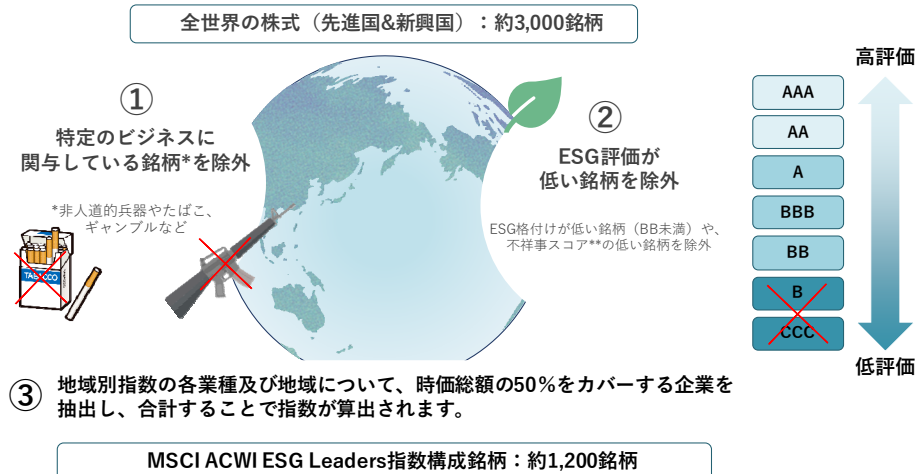 全世界の株式（先進国&新興国）：約3,000銘柄
①
特定のビジネスに
関与している銘柄*を除外
*非人道的兵器やたばこ、
ギャンブルなど
TABACCO
②
ESG評価が
低い銘柄を除外
ESG格付けが低い銘柄（BB未満）や、
不祥事スコア**の低い銘柄を除外
高評価
AAA
AA
A
BBB
BB
B
CCC
低評価
③
地域別指数の各業種及び地域について、時価総額の50%をカバーする企業を
抽出し、合計することで指数が算出されます。
MSCI ACWI ESG Leaders指数構成銘柄：約1,200銘柄